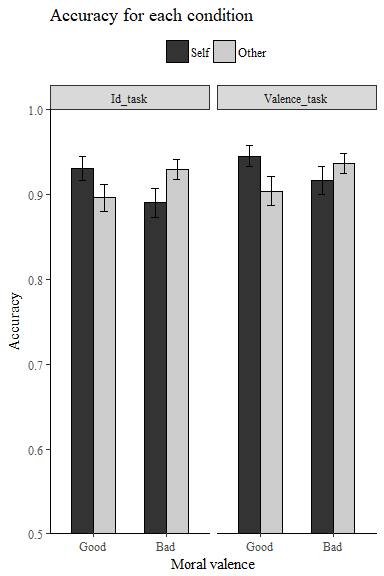 Accuracy for each condition
Self Other
Id_task Valence_task
1.0
0.9
0.8
0.7
0.6
0.5
Accuracy
Good Bad Good Bad
Moral valence